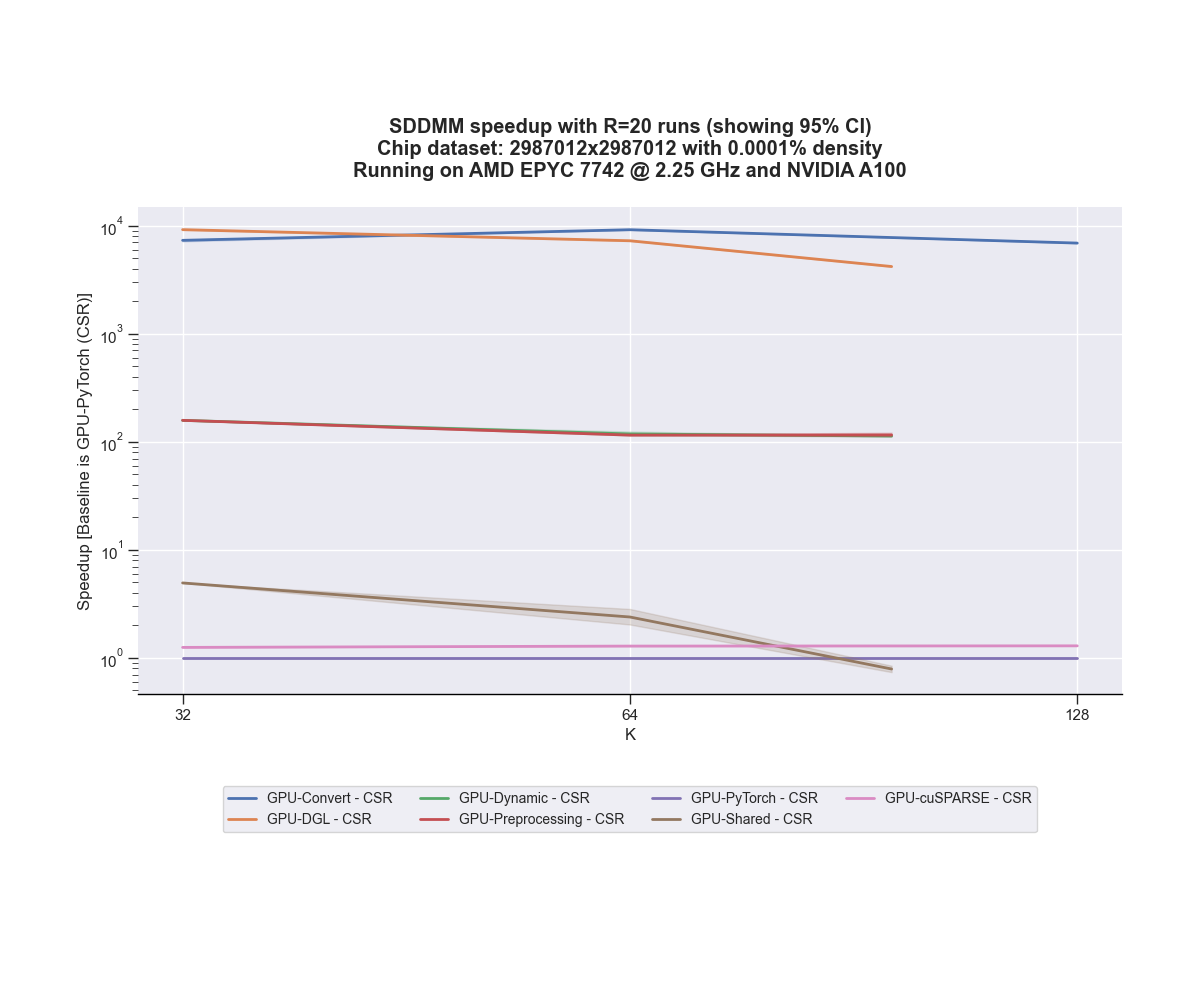 SDDMM speedup with R=20 runs (showing 95% CI)
Chip dataset: 2987012x2987012 with 0.0001% density
Running on AMD EPYC 7742 @ 2.25 GHz and NVIDIA A100
Speedup [Baseline is GPU-PyTorch (CSR)]
10^4
10^3
10^2
10^1
10^0
32
64
128
K
GPU-Convert - CSR
GPU-DGL - CSR
GPU-Dynamic - CSR
GPU-Preprocessing - CSR
GPU-PyTorch - CSR
GPU-Shared - CSR
GPU-cuSPARSE - CSR